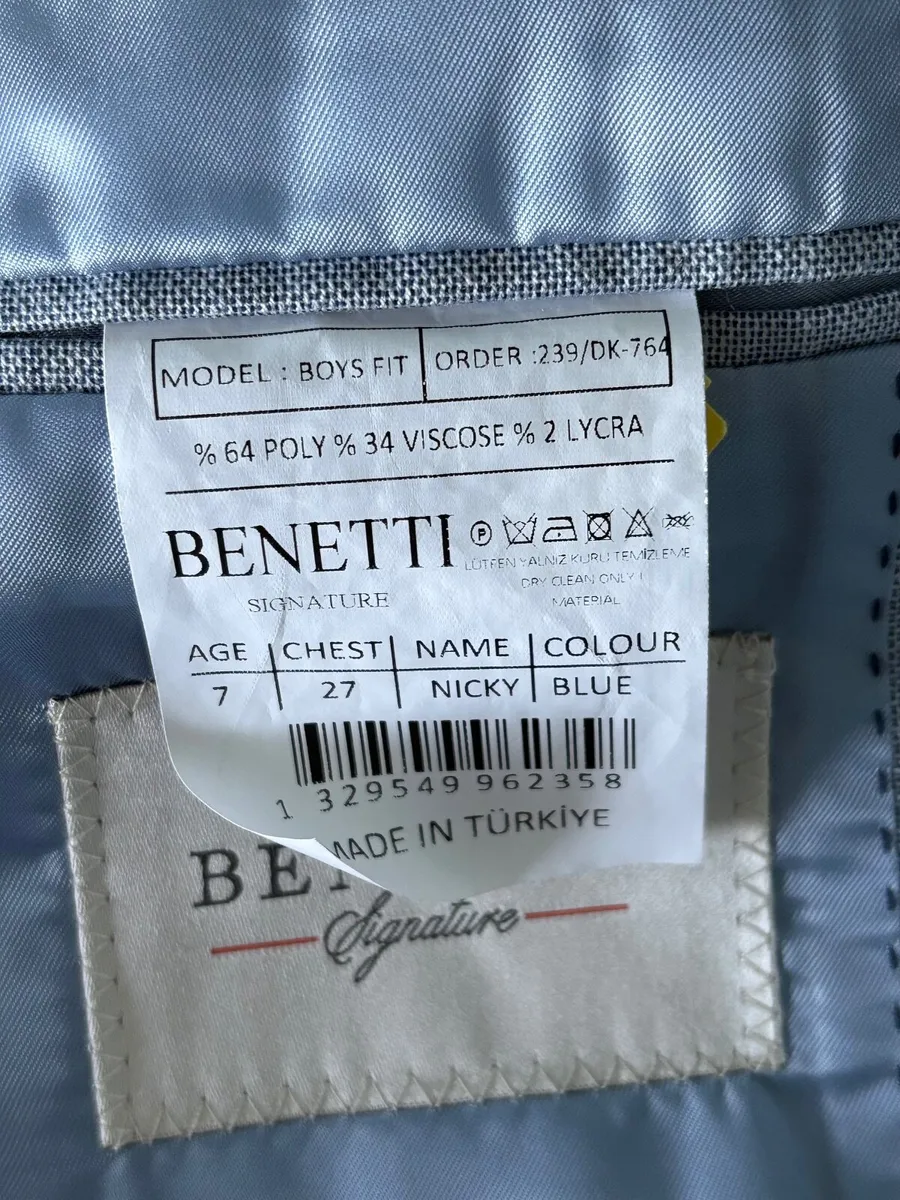 MODEL : BOYS FIT ORDER :239/DK-764
% 64 POLY % 34 VISCOSE % 2 LYCRA
BENETTI
SIGNATURE
LÜTFEN YALNIZ KURU TEMİZLEME
DRY CLEAN ONLY !
MATERIAL
AGE CHEST NAME COLOUR
7 27 NICKY BLUE
1 329549 962358
MADE IN TÜRKİYE
Signature